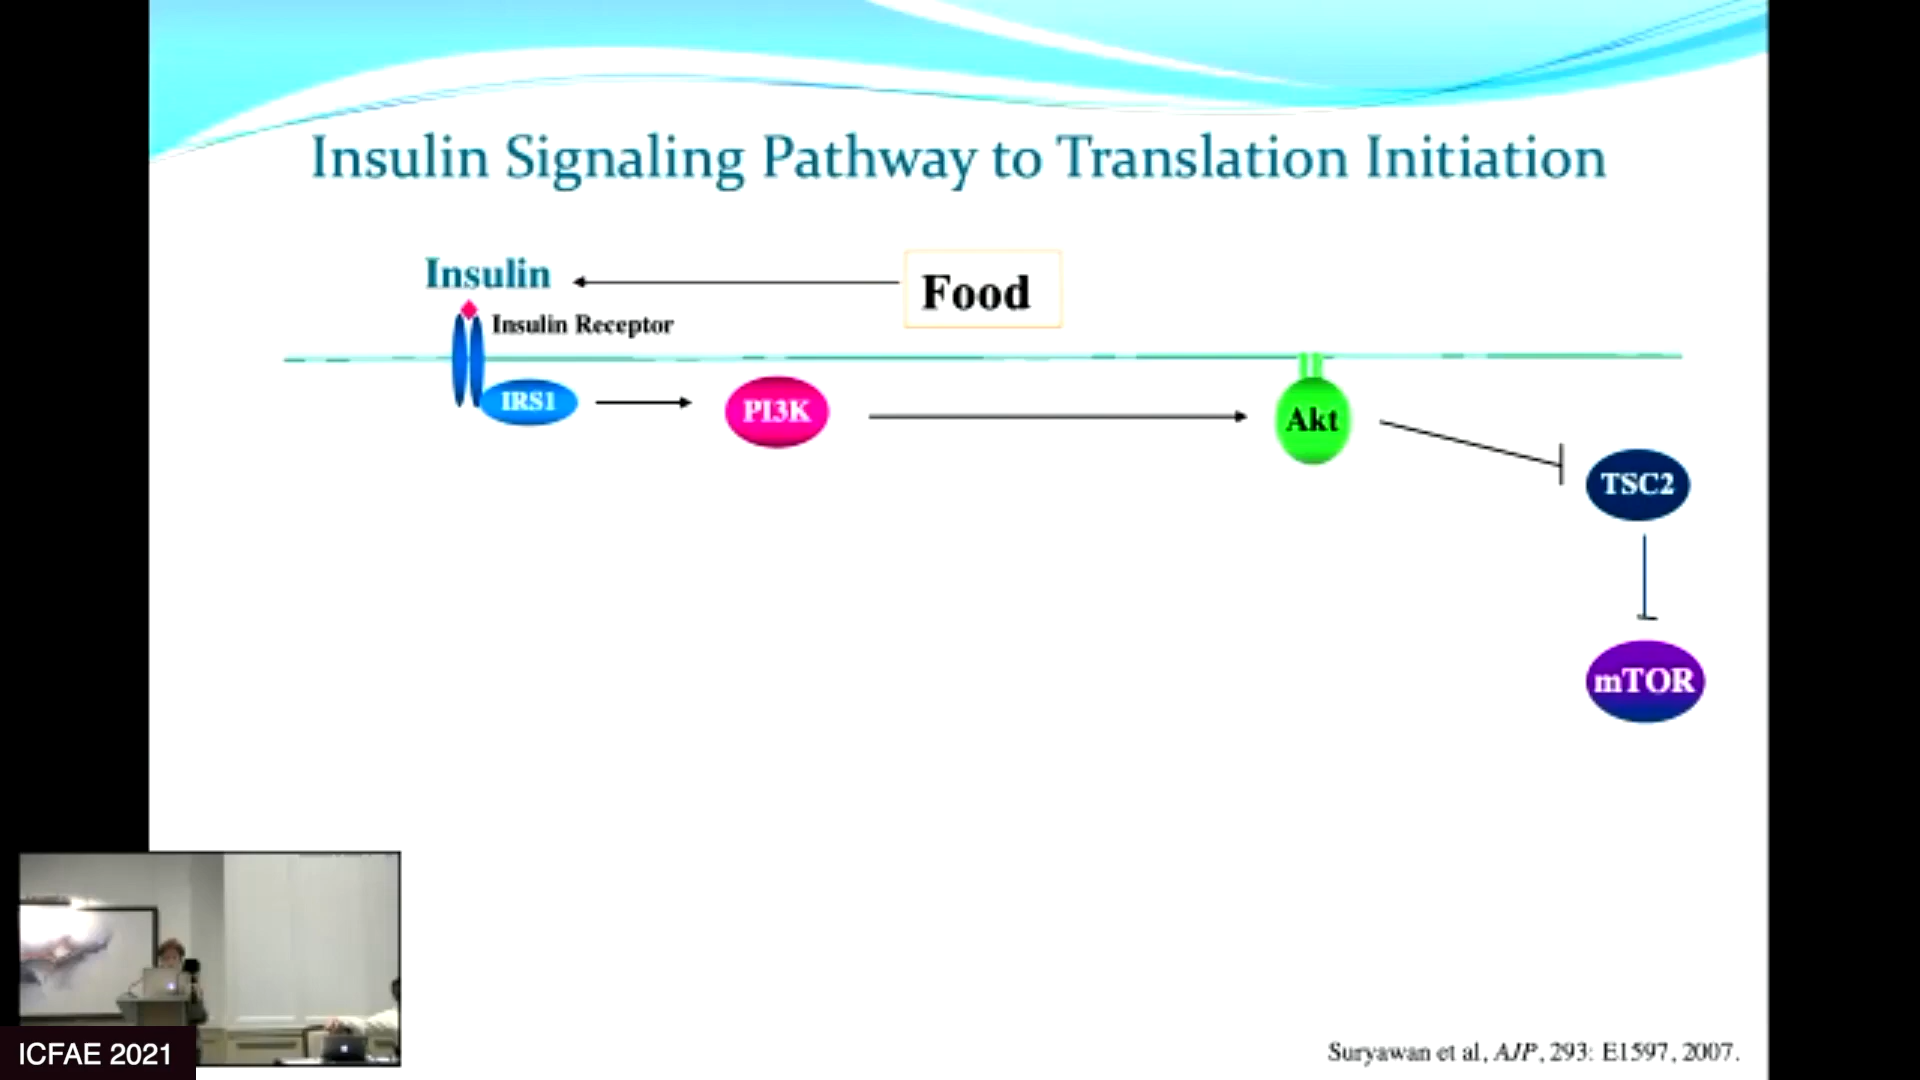 Insulin Signaling Pathway to Translation Initiation
Insulin
Food
Insulin Receptor
IRS1
PI3K
Akt
TSC2
mTOR
ICFAE 2021
Suryawan et al, AJP, 293: E1597, 2007.